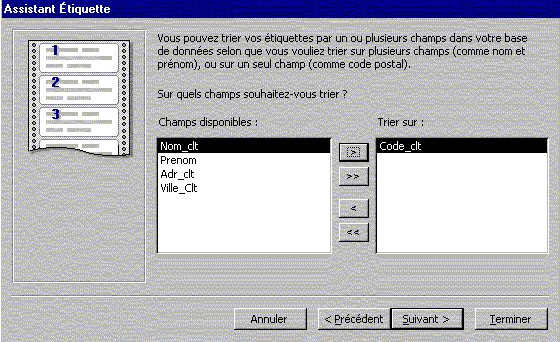 Assistant Étiquette
1
2
3
Vous pouvez trier vos étiquettes par un ou plusieurs champs dans votre base
de données selon que vous vouliez trier sur plusieurs champs (comme nom et
prénom), ou sur un seul champ (comme code postal).
Sur quels champs souhaitez-vous trier ?
Champs disponibles :
Trier sur :
Nom_clt
Prenom
Adr_clt
Ville_Clt
>
>>
<
<<
Code_clt
Annuler
< Précédent
Suivant >
Terminer